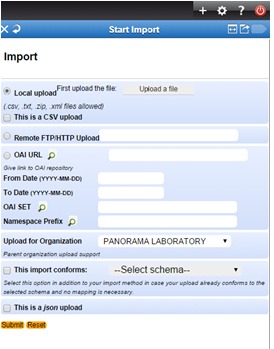 Start Import
Import
Local upload First upload the file: Upload a file
(.csv, .txt, .zip, .xml files allowed)
This is a CSV upload
Remote FTP/HTTP Upload
OAI URL
Give link to OAI repository
From Date (YYYY-MM-DD)
To Date (YYYY-MM-DD)
OAI SET
Namespace Prefix
Upload for Organization PANORAMA LABORATORY
Parent organization upload support
This import conforms: --Select schema--
Select this option in addition to your import method in case your upload already conforms to the
selected schema and no mapping is necessary.
This is a json upload
Submit Reset